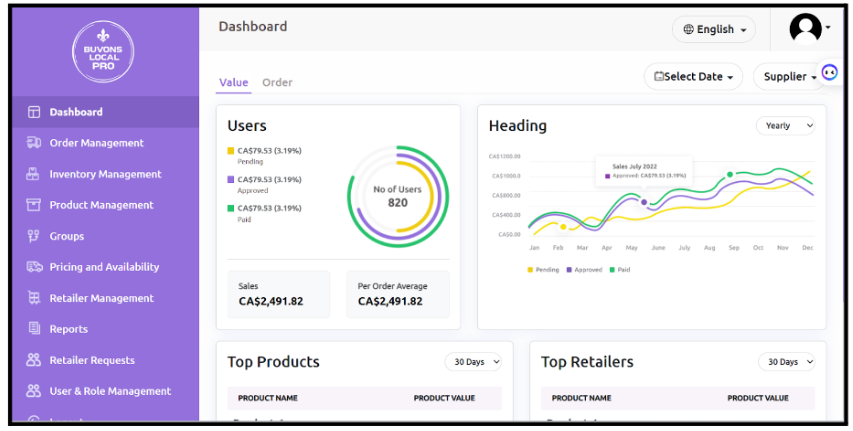 BUVONS
LOCAL
PRO
Dashboard
Order Management
Inventory Management
Product Management
Groups
Pricing and Availability
Retailer Management
Reports
Retailer Requests
User & Role Management
Dashboard
English
Value Order
Select Date
Supplier
Users
CA$79.53 (3.19%)
Pending
CA$79.53 (3.19%)
Approved
CA$79.53 (3.19%)
Paid
No of Users
820
Sales
CA$2,491.82
Per Order Average
CA$2,491.82
Heading
Yearly
CA$1200.00
CA$1000.0
CA$800.00
CA$400.00
CA$0.00
Sales July 2022
Approved: CA$79.53 (3.19%)
Jan Feb Mar Apr May June July Aug Sep Oct Nov Dec
Pending Approved Paid
Top Products
30 Days
PRODUCT NAME PRODUCT VALUE
Top Retailers
30 Days
PRODUCT NAME PRODUCT VALUE